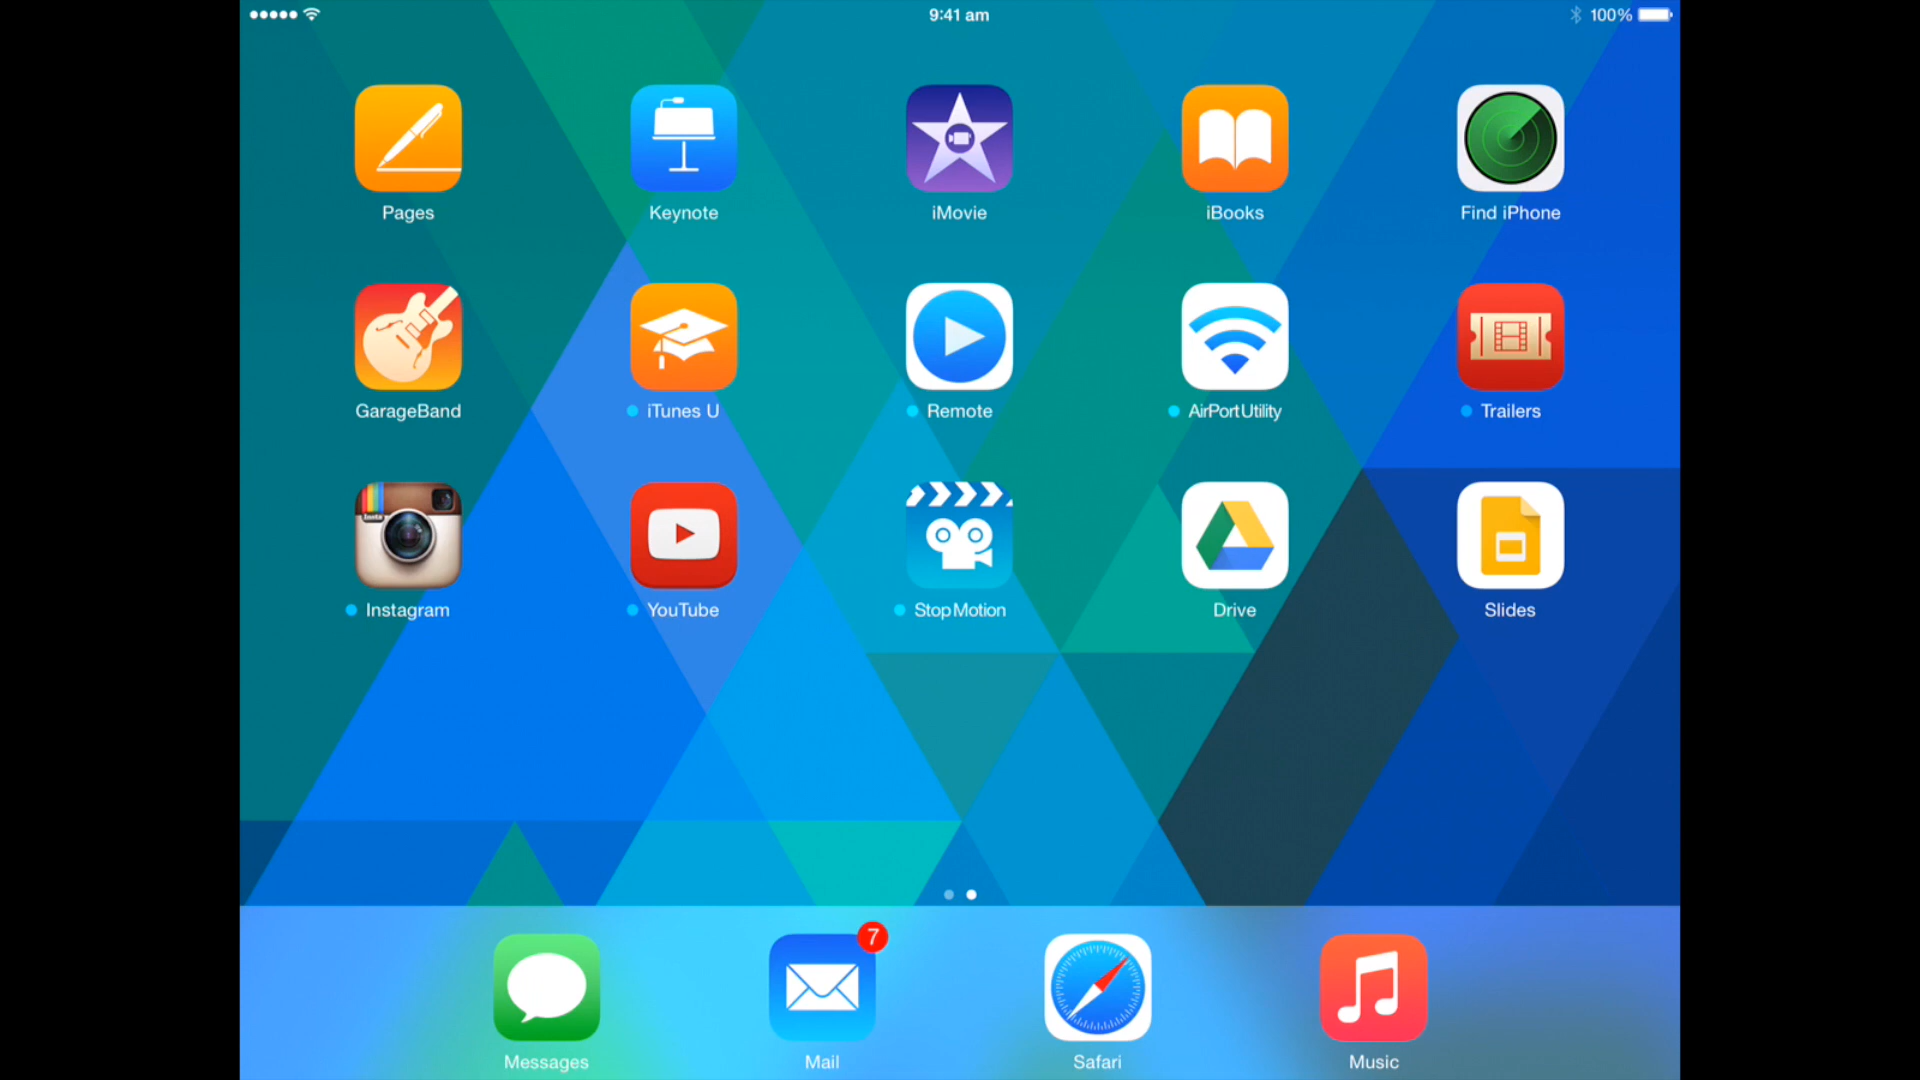 9:41 am
100%
Pages
Keynote
iMovie
iBooks
Find iPhone
GarageBand
iTunes U
Remote
AirPort Utility
Trailers
Insta
Instagram
YouTube
Stop Motion
Drive
Slides
7
Messages
Mail
Safari
Music